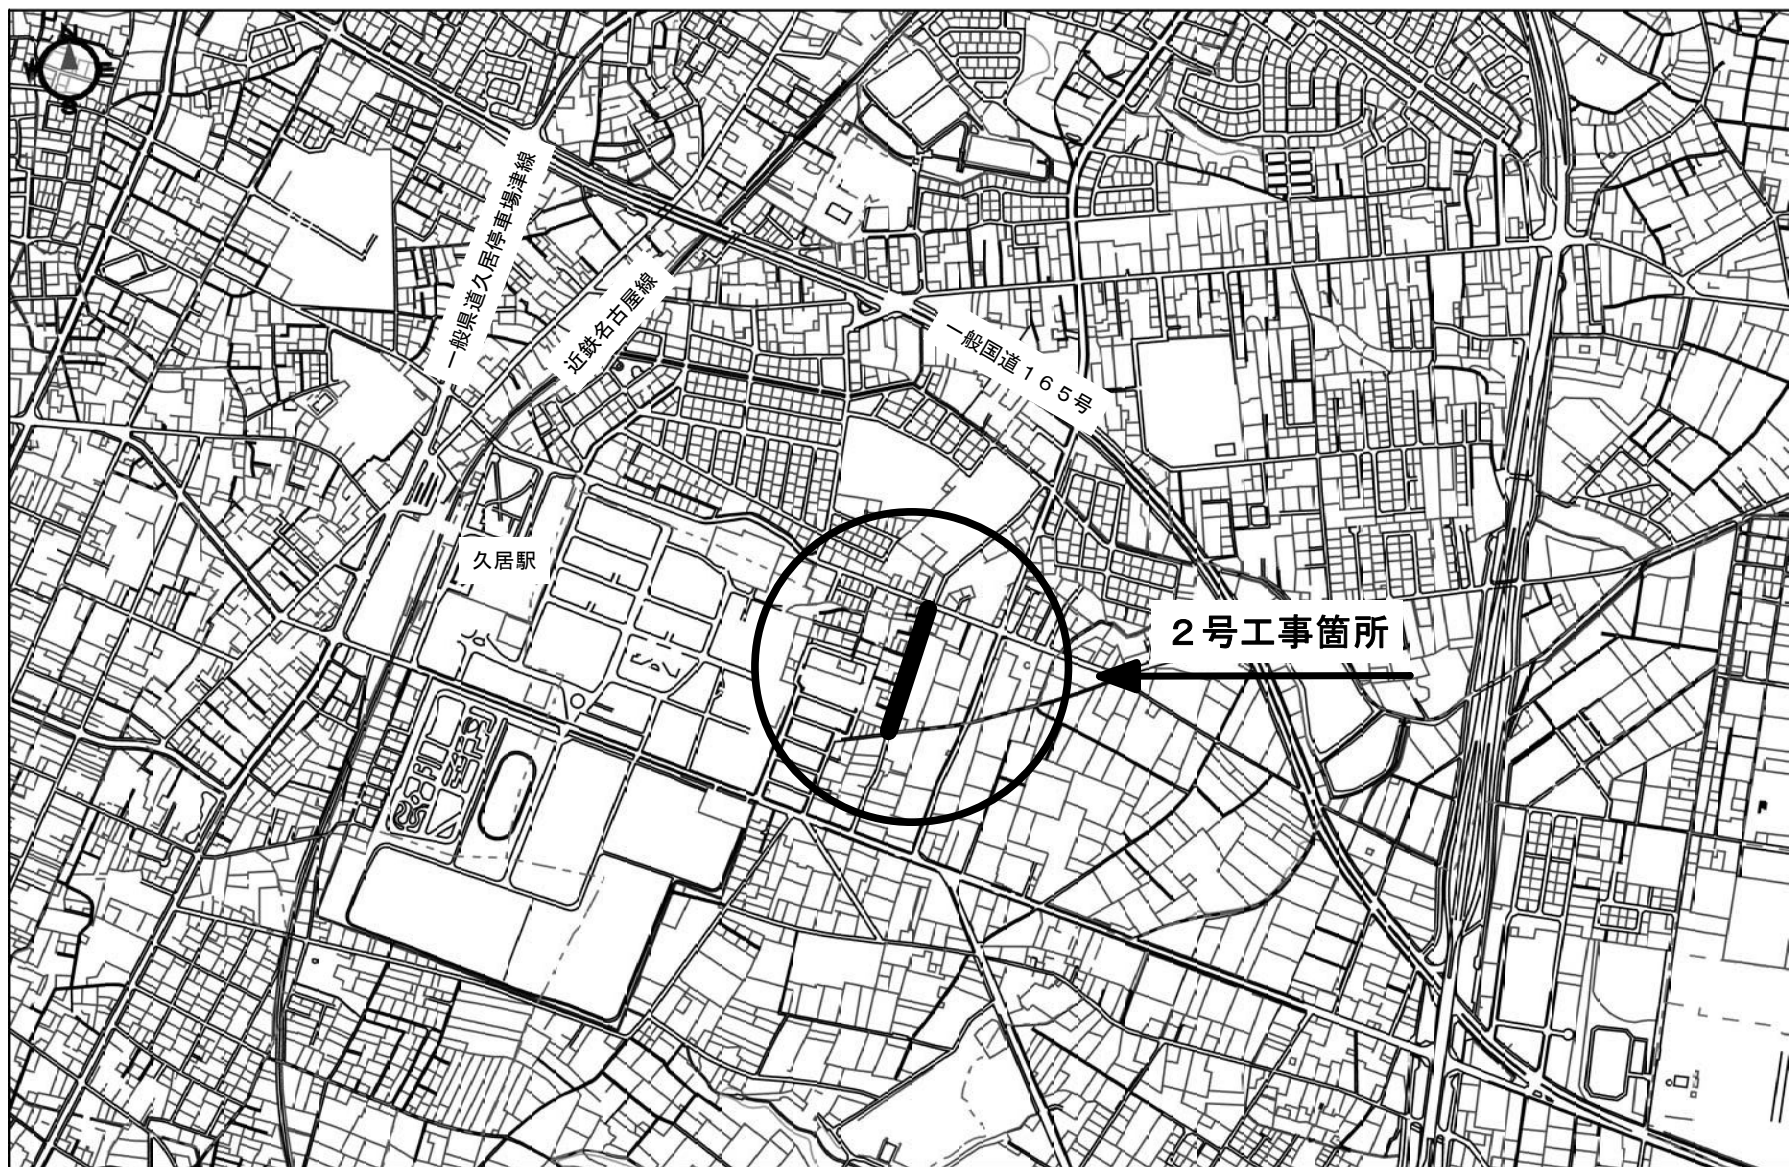 一般県道久居停車場津線
近鉄名古屋線
一般国道165号
久居駅
２号工事箇所